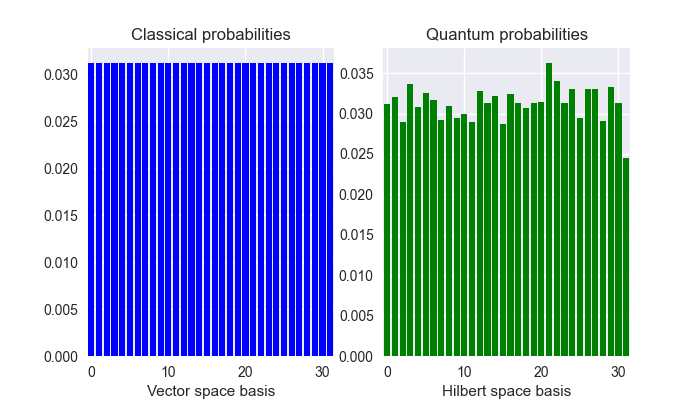 Classical probabilities
0.030
0.025
0.020
0.015
0.010
0.005
0.000
0 10 20 30
Vector space basis
Quantum probabilities
0.035
0.030
0.025
0.020
0.015
0.010
0.005
0.000
0 10 20 30
Hilbert space basis